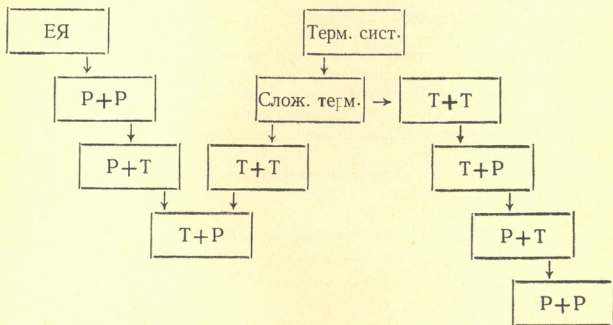 ЕЯ
Терм. сист.
Р+Р
Слож. терм.
Т+Т
Р+Т
Т+Т
Т+Р
Т+Р
Р+Т
Р+Р